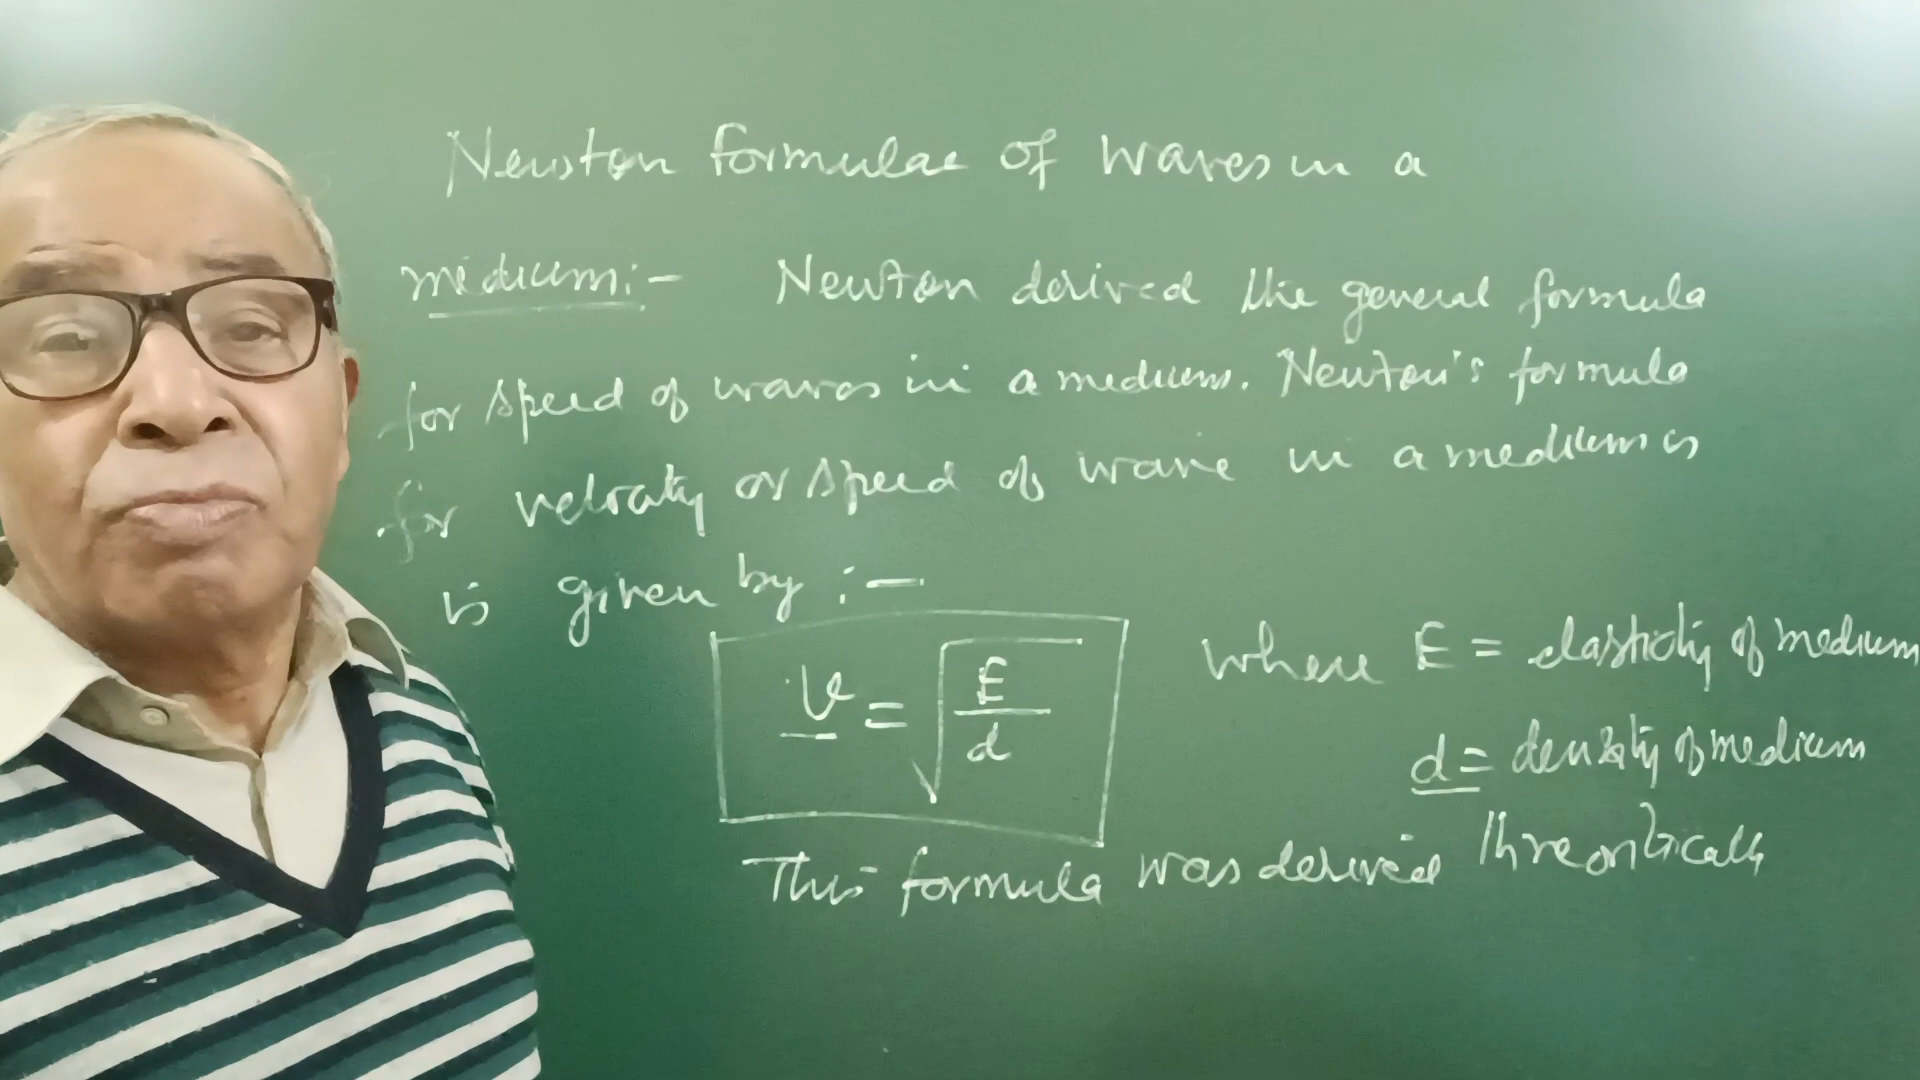 Newton formulae of waves in a
medium:-
Newton derived the general formula
for speed of waves in a medium. Newton's formula
for velocity or speed of wave in a medium is
is given by :-
v = √(E/d)
where E = elasticity of medium
d = density of medium
This formula was derived threoritically